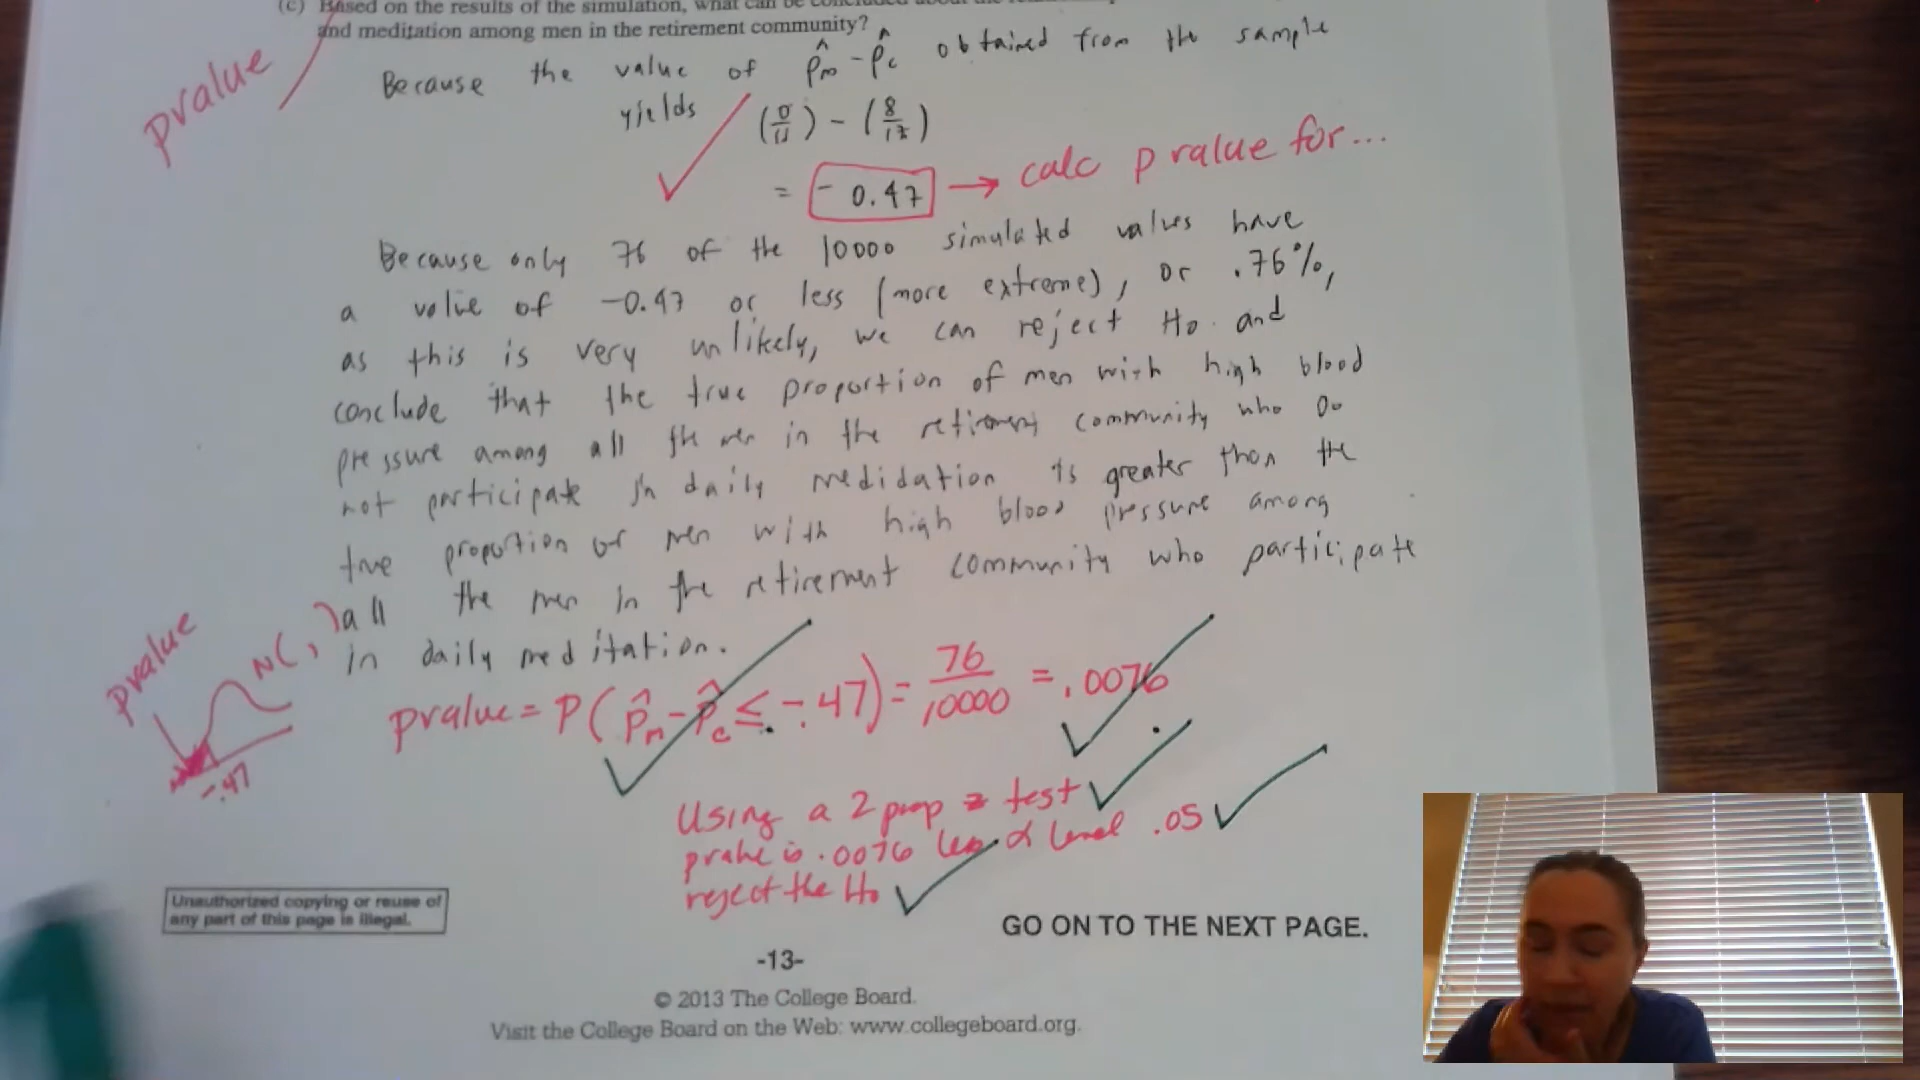 (c) Based on the results of the simulation, what can be concluded about the
and meditation among men in the retirement community?
pvalue
Because the value of p̂m - p̂c obtained from the sample
yields (0/11) - (8/17)
= - 0.47 → calc pvalue for...
Because only 76 of the 10000 simulated values have
a value of -0.47 or less (more extreme), or .76%,
as this is very unlikely, we can reject Ho and
conclude that the true proportion of men with high blood
pressure among all the men in the retirement community who do
not participate in daily medidation is greater than the
true proportion of men with high blood pressure among
all the men in the retirement community who participate
in daily meditation.
pvalue
N( , )
-.47
pvalue = P(p̂m - p̂c ≤ -.47) = 76/10000 = .0076
Using a 2 prop z test
pvalue is .0076 less α level .05
reject the Ho
Unauthorized copying or reuse of
any part of this page is illegal.
GO ON TO THE NEXT PAGE.
-13-
© 2013 The College Board.
Visit the College Board on the Web: www.collegeboard.org.